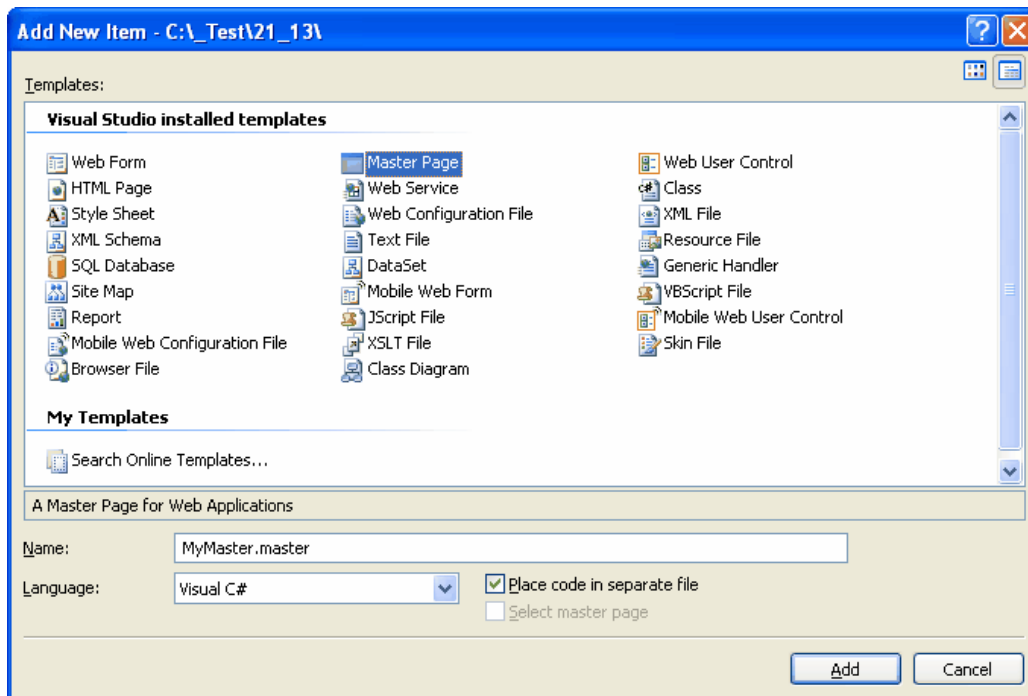 Add New Item - C:\_Test\21_13\
Templates:
Visual Studio installed templates
Web Form Master Page Web User Control
HTML Page Web Service Class
Style Sheet Web Configuration File XML File
XML Schema Text File Resource File
SQL Database DataSet Generic Handler
Site Map Mobile Web Form VBScript File
Report JScript File Mobile Web User Control
Mobile Web Configuration File XSLT File Skin File
Browser File Class Diagram
My Templates
Search Online Templates...
A Master Page for Web Applications
Name: MyMaster.master
Language: Visual C# Place code in separate file
Select master page
Add Cancel